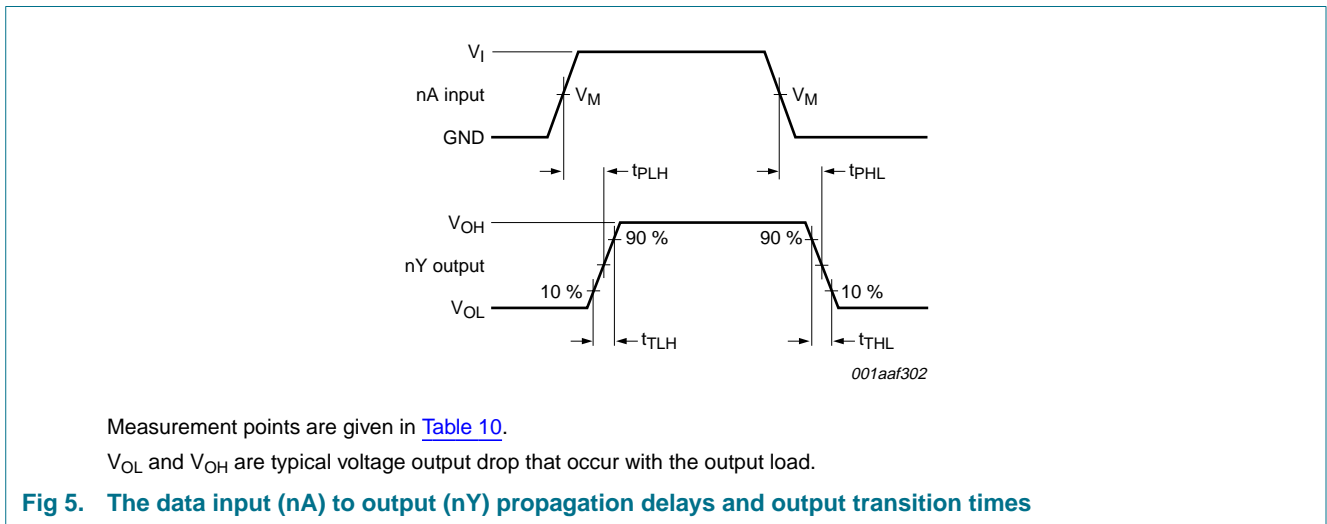 VI
nA input
VM
VM
GND
tPLH
tPHL
VOH
90 %
90 %
nY output
10 %
10 %
VOL
tTLH
tTHL
001aaf302
Measurement points are given in Table 10.
VOL and VOH are typical voltage output drop that occur with the output load.
Fig 5. The data input (nA) to output (nY) propagation delays and output transition times